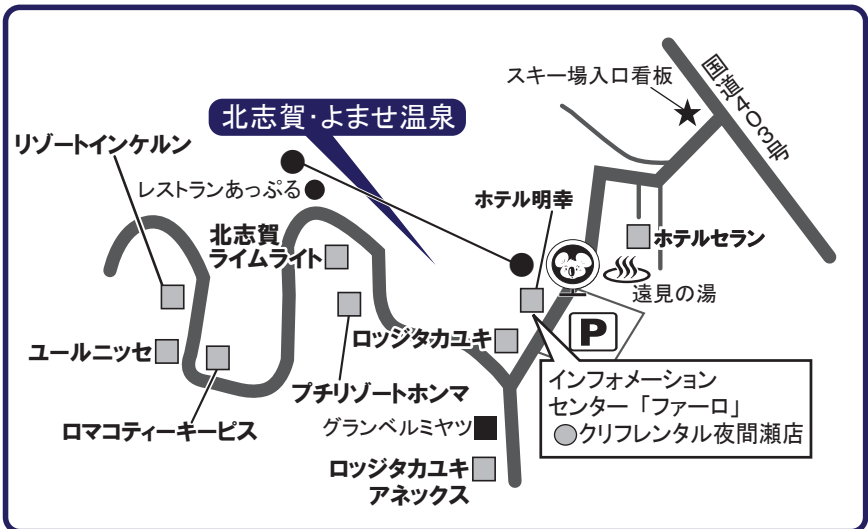 スキー場入口看板
国道403号
北志賀・よませ温泉
リゾートインケルン
レストランあっぷる
ホテル明幸
北志賀
ライムライト
ホテルセラン
遠見の湯
P
ロッジタカユキ
ユールニッセ
プチリゾートホンマ
インフォメーション
センター「ファーロ」
クリフレンタル夜間瀬店
ロマコティーキーピス
グランベルミヤツ
ロッジタカユキ
アネックス